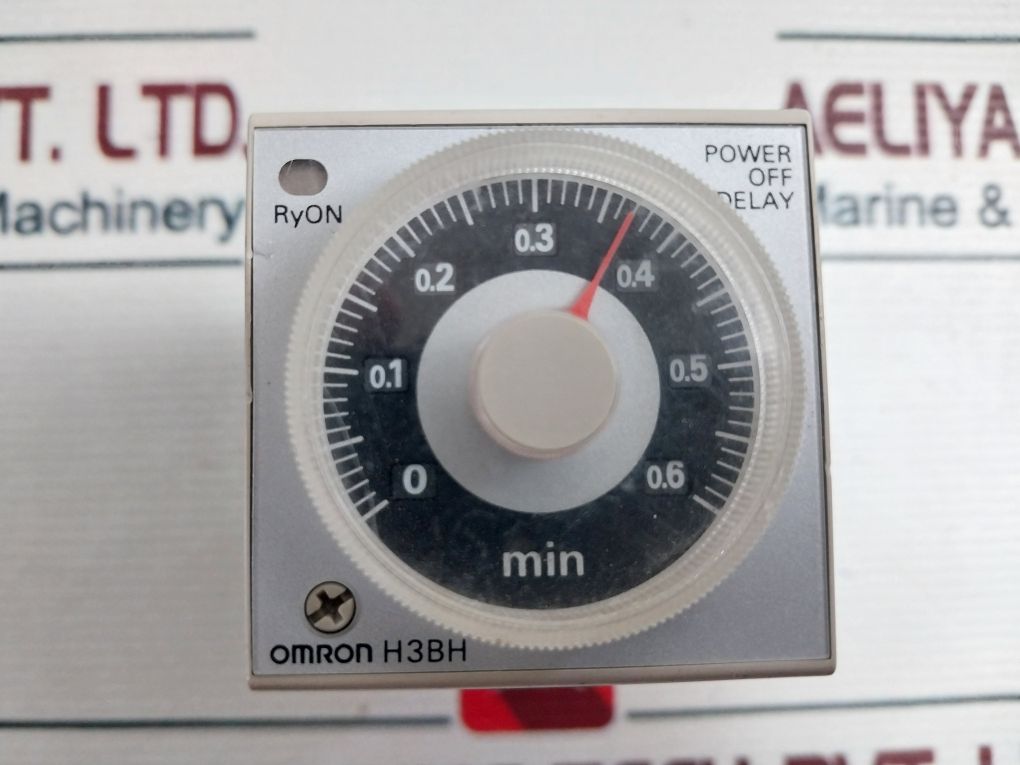 VT. LTD.
AELIYA
Machinery
Marine &
RyON
POWER
OFF
DELAY
0
0.1
0.2
0.3
0.4
0.5
0.6
min
OMRON H3BH